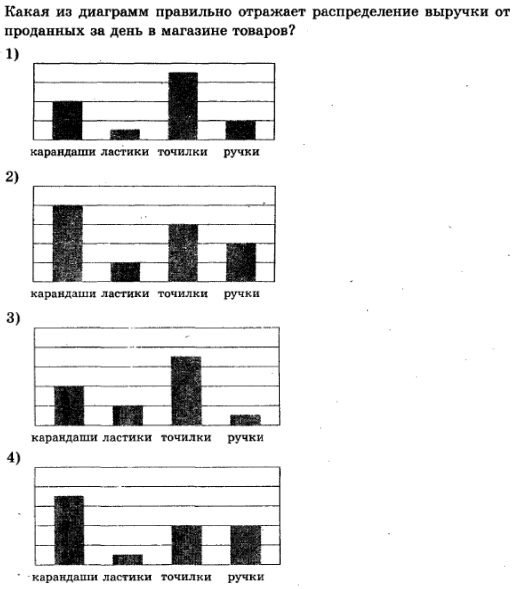 Какая из диаграмм правильно отражает распределение выручки от
проданных за день в магазине товаров?
1)
карандаши ластики точилки ручки
2)
карандаши ластики точилки ручки
3)
карандаши ластики точилки ручки
4)
карандаши ластики точилки ручки